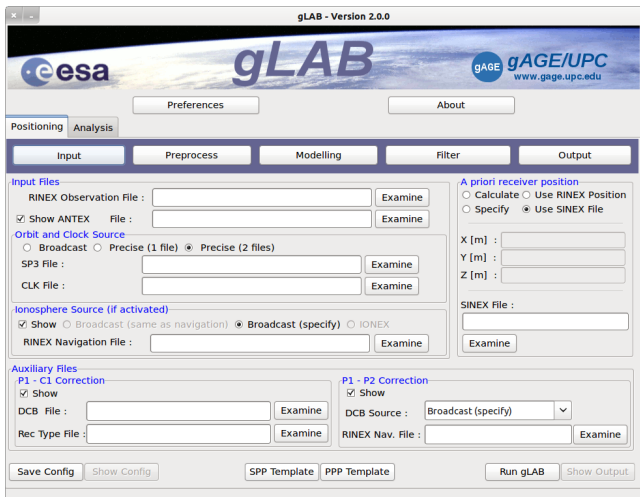 gLAB - Version 2.0.0
esa
gLAB
gAGE
gAGE/UPC
www.gage.upc.edu
Preferences
About
Positioning
Analysis
Input
Preprocess
Modelling
Filter
Output
Input Files
RINEX Observation File :
Examine
Show ANTEX File :
Examine
Orbit and Clock Source
Broadcast
Precise (1 file)
Precise (2 files)
SP3 File :
Examine
CLK File :
Examine
Ionosphere Source (if activated)
Show
Broadcast (same as navigation)
Broadcast (specify)
IONEX
RINEX Navigation File :
Examine
A priori receiver position
Calculate
Use RINEX Position
Specify
Use SINEX File
X [m] :
Y [m] :
Z [m] :
SINEX File :
Examine
Auxiliary Files
P1 - C1 Correction
Show
DCB File :
Examine
Rec Type File :
Examine
P1 - P2 Correction
Show
DCB Source :
Broadcast (specify)
RINEX Nav. File :
Examine
Save Config
Show Config
SPP Template
PPP Template
Run gLAB
Show Output